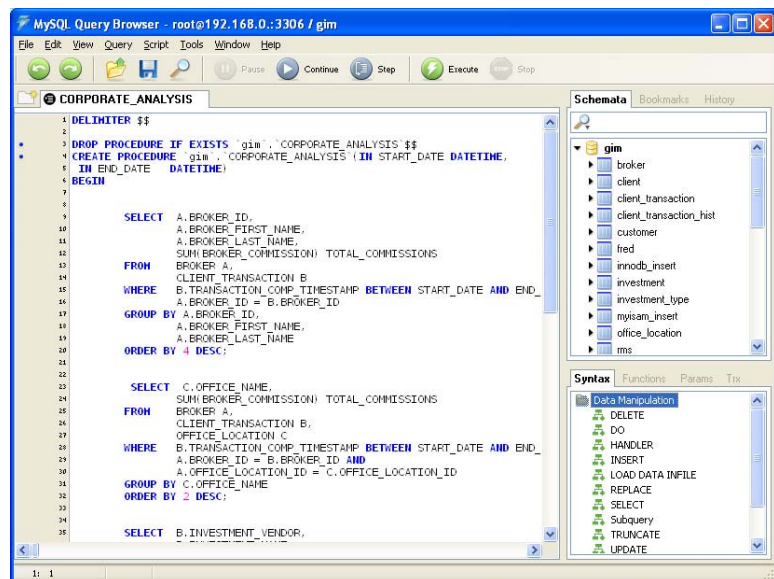 MySQL Query Browser - root@192.168.0.:3306 / gim
File Edit View Query Script Tools Window Help
Pause Continue Step Execute Stop
CORPORATE_ANALYSIS
1 DELIMITER $$
2
3 DROP PROCEDURE IF EXISTS `gim`.`CORPORATE_ANALYSIS`$$
4 CREATE PROCEDURE `gim`.`CORPORATE_ANALYSIS`(IN START_DATE DATETIME,
5 IN END_DATE DATETIME)
6 BEGIN
7
8
9 SELECT A.BROKER_ID,
10 A.BROKER_FIRST_NAME,
11 A.BROKER_LAST_NAME,
12 SUM(BROKER_COMMISSION) TOTAL_COMMISSIONS
13 FROM BROKER A,
14 CLIENT_TRANSACTION B
15 WHERE B.TRANSACTION_COMP_TIMESTAMP BETWEEN START_DATE AND END_
16 A.BROKER_ID = B.BROKER_ID
17 GROUP BY A.BROKER_ID,
18 A.BROKER_FIRST_NAME,
19 A.BROKER_LAST_NAME
20 ORDER BY 4 DESC;
21
22
23 SELECT C.OFFICE_NAME,
24 SUM(BROKER_COMMISSION) TOTAL_COMMISSIONS
25 FROM BROKER A,
26 CLIENT_TRANSACTION B,
27 OFFICE_LOCATION C
28 WHERE B.TRANSACTION_COMP_TIMESTAMP BETWEEN START_DATE AND END_
29 A.BROKER_ID = B.BROKER_ID AND
30 A.OFFICE_LOCATION_ID = C.OFFICE_LOCATION_ID
31 GROUP BY C.OFFICE_NAME
32 ORDER BY 2 DESC;
33
34
35 SELECT B.INVESTMENT_VENDOR,
1: 1
Schemata Bookmarks History
gim
broker
client
client_transaction
client_transaction_hist
customer
fred
innodb_insert
investment
investment_type
myisam_insert
office_location
rms
Syntax Functions Params Trx
Data Manipulation
DELETE
DO
HANDLER
INSERT
LOAD DATA INFILE
REPLACE
SELECT
Subquery
TRUNCATE
UPDATE